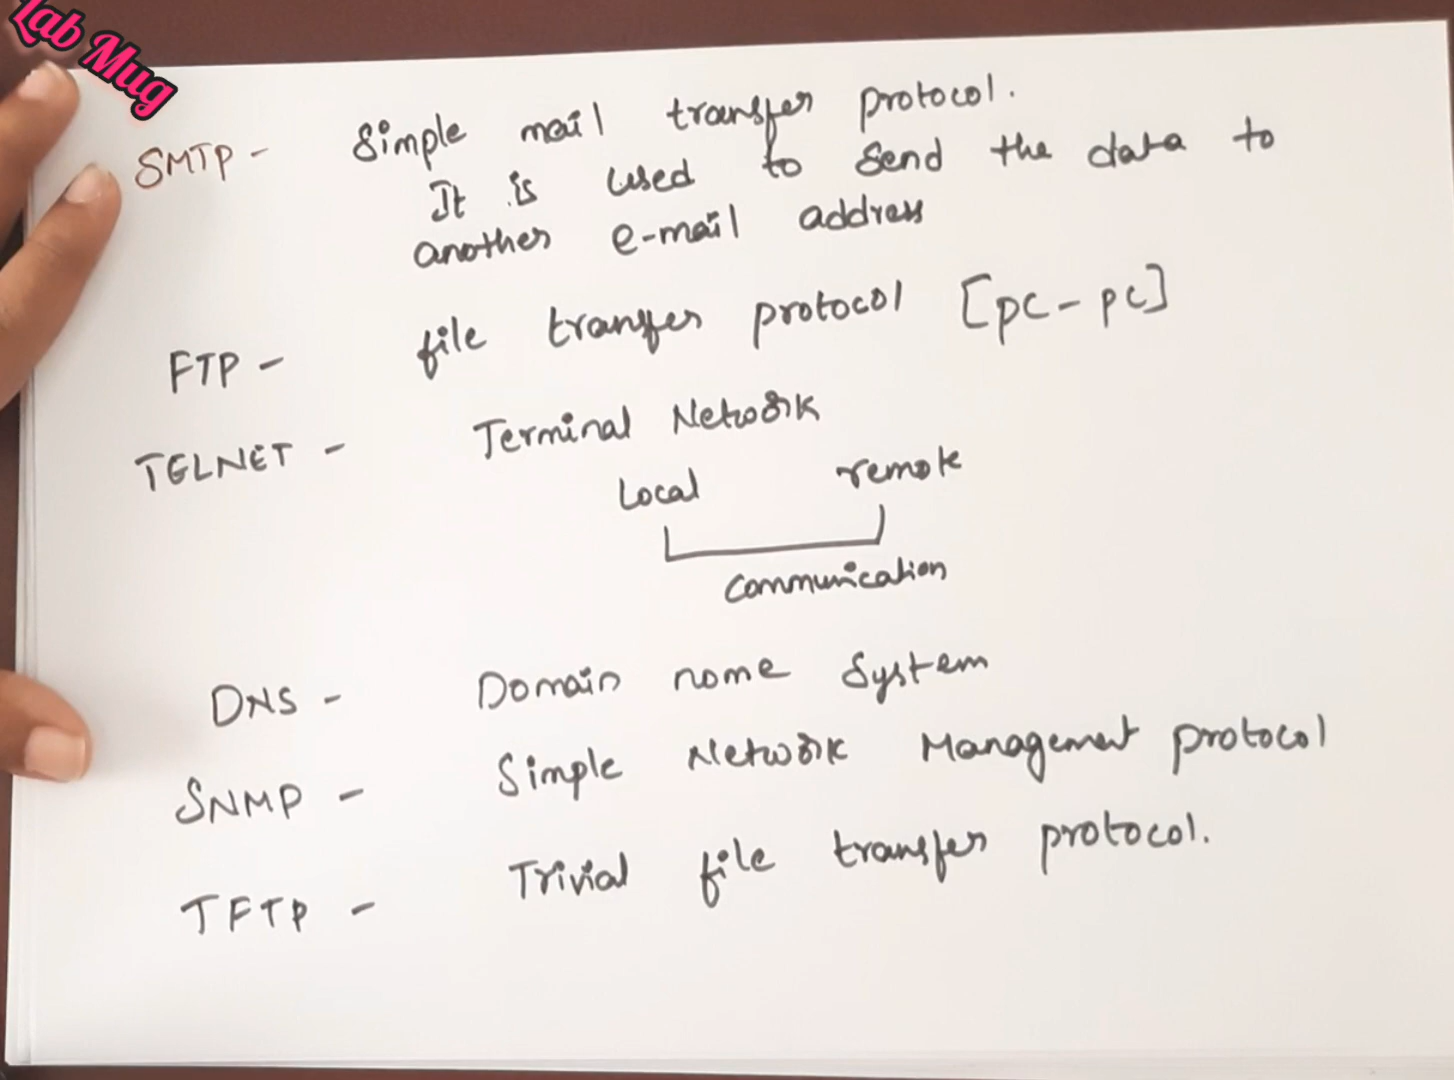 Lab Mug
SMTP - Simple mail transfer protocol.
It is used to send the data to
another e-mail address
FTP - file transfer protocol [pc - pc]
TELNET - Terminal Network
Local remote
Communication
DNS - Domain name System
SNMP - Simple Network Management protocol
TFTP - Trivial file transfer protocol.